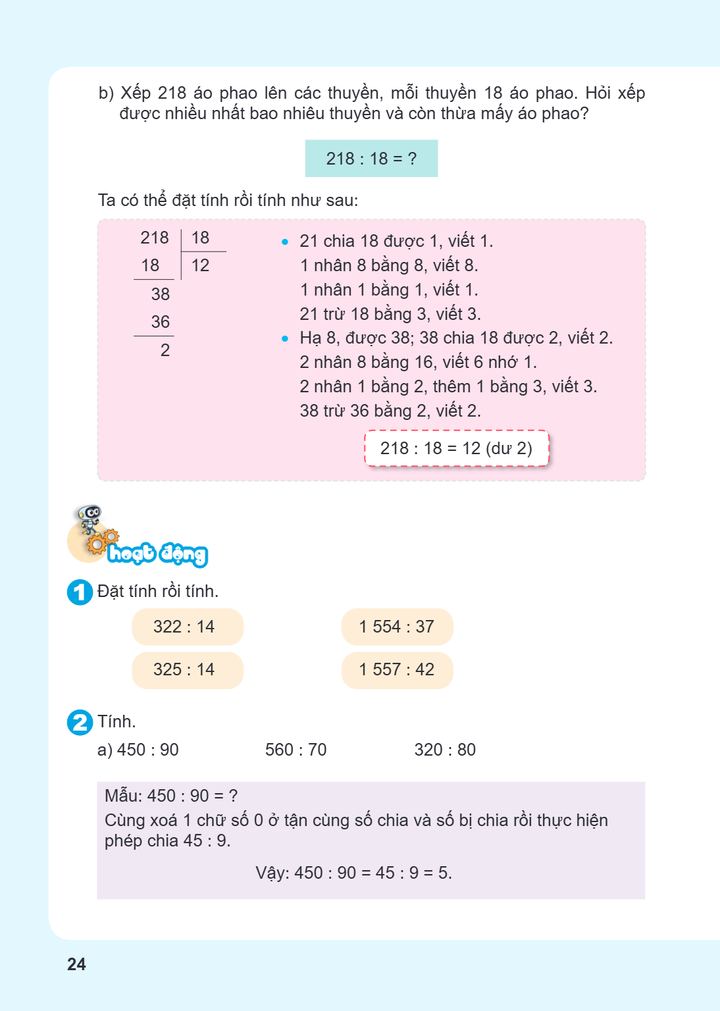 b) Xếp 218 áo phao lên các thuyền, mỗi thuyền 18 áo phao. Hỏi xếp
được nhiều nhất bao nhiêu thuyền và còn thừa mấy áo phao?
218 : 18 = ?
Ta có thể đặt tính rồi tính như sau:
218 18
18 12
38
36
2
• 21 chia 18 được 1, viết 1.
1 nhân 8 bằng 8, viết 8.
1 nhân 1 bằng 1, viết 1.
21 trừ 18 bằng 3, viết 3.
• Hạ 8, được 38; 38 chia 18 được 2, viết 2.
2 nhân 8 bằng 16, viết 6 nhớ 1.
2 nhân 1 bằng 2, thêm 1 bằng 3, viết 3.
38 trừ 36 bằng 2, viết 2.
218 : 18 = 12 (dư 2)
hoạt động
1 Đặt tính rồi tính.
322 : 14 1 554 : 37
325 : 14 1 557 : 42
2 Tính.
a) 450 : 90 560 : 70 320 : 80
Mẫu: 450 : 90 = ?
Cùng xoá 1 chữ số 0 ở tận cùng số chia và số bị chia rồi thực hiện
phép chia 45 : 9.
Vậy: 450 : 90 = 45 : 9 = 5.
24